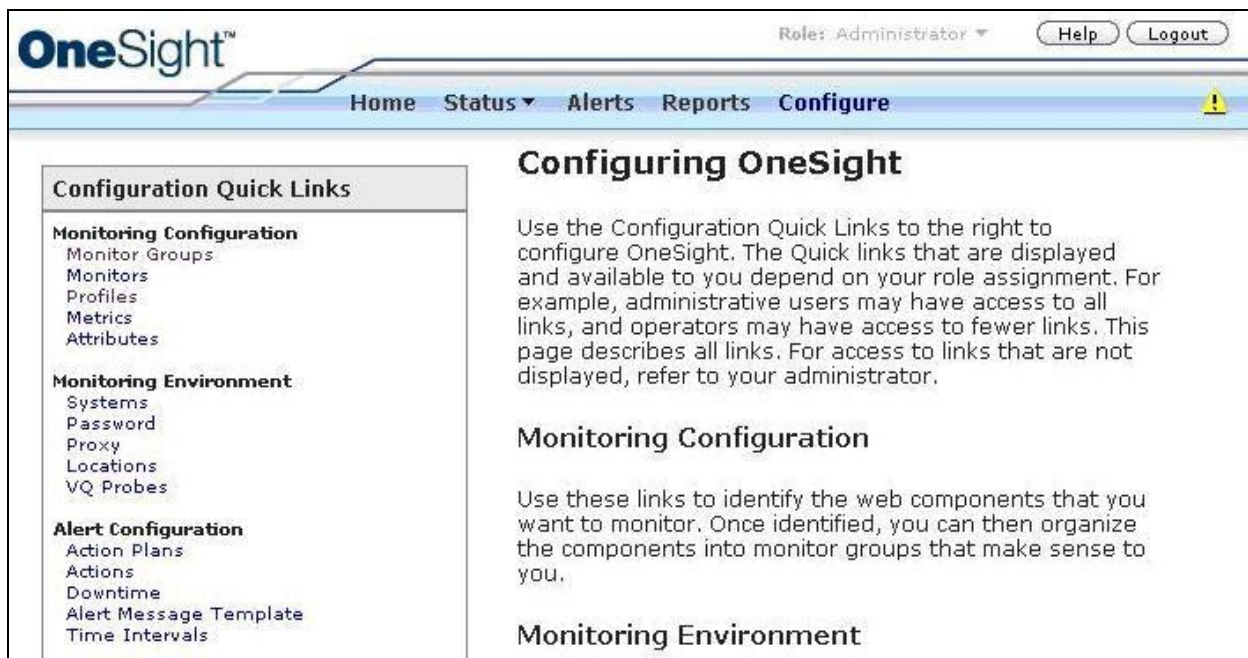 OneSight™
Role: Administrator
Help
Logout
Home Status Alerts Reports Configure
Configuration Quick Links
Monitoring Configuration
Monitor Groups
Monitors
Profiles
Metrics
Attributes
Monitoring Environment
Systems
Password
Proxy
Locations
VQ Probes
Alert Configuration
Action Plans
Actions
Downtime
Alert Message Template
Time Intervals
Configuring OneSight
Use the Configuration Quick Links to the right to
configure OneSight. The Quick links that are displayed
and available to you depend on your role assignment. For
example, administrative users may have access to all
links, and operators may have access to fewer links. This
page describes all links. For access to links that are not
displayed, refer to your administrator.
Monitoring Configuration
Use these links to identify the web components that you
want to monitor. Once identified, you can then organize
the components into monitor groups that make sense to
you.
Monitoring Environment